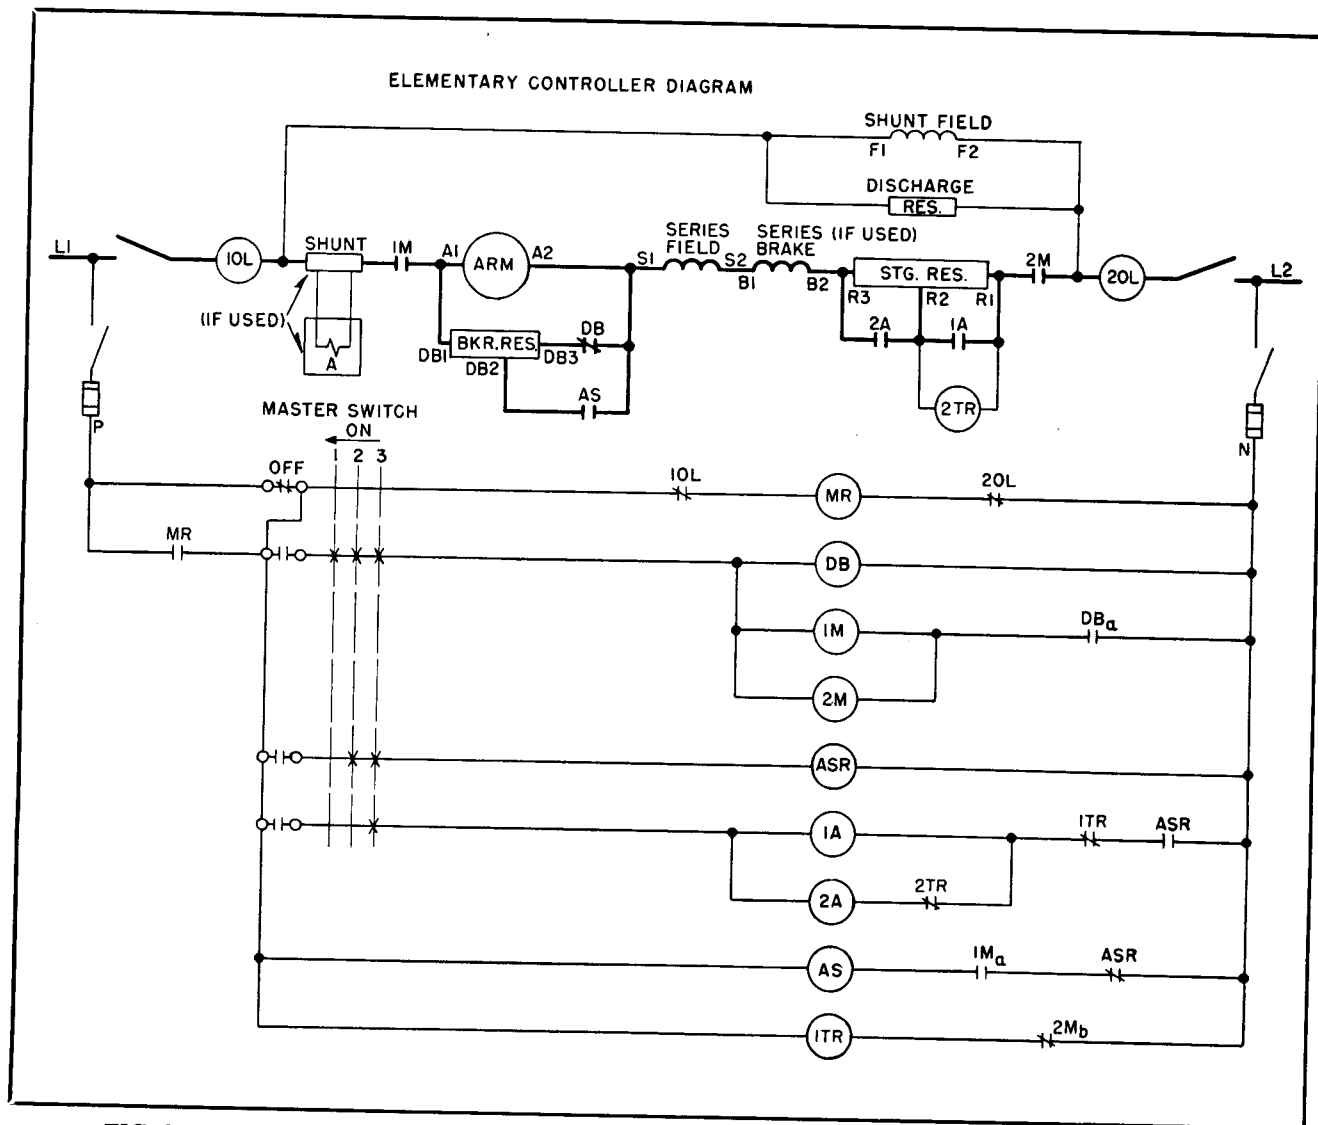 ELEMENTARY CONTROLLER DIAGRAM
SHUNT FIELD
F1 F2
DISCHARGE
RES.
L1
1OL
SHUNT
1M
A1
ARM
A2
SERIES
FIELD
S1 S2
SERIES (IF USED)
BRAKE
B1 B2
STG. RES.
R3 R2 R1
2M
2OL
L2
(IF USED)
A
BKR. RES.
DB1 DB2 DB3
DB
AS
2A 1A
2TR
P
N
MASTER SWITCH
ON
1 2 3
OFF
1OL
MR
2OL
MR
DB
1M
DBa
2M
ASR
1A
1TR
ASR
2A
2TR
AS
1Ma
ASR
1TR
2Mb